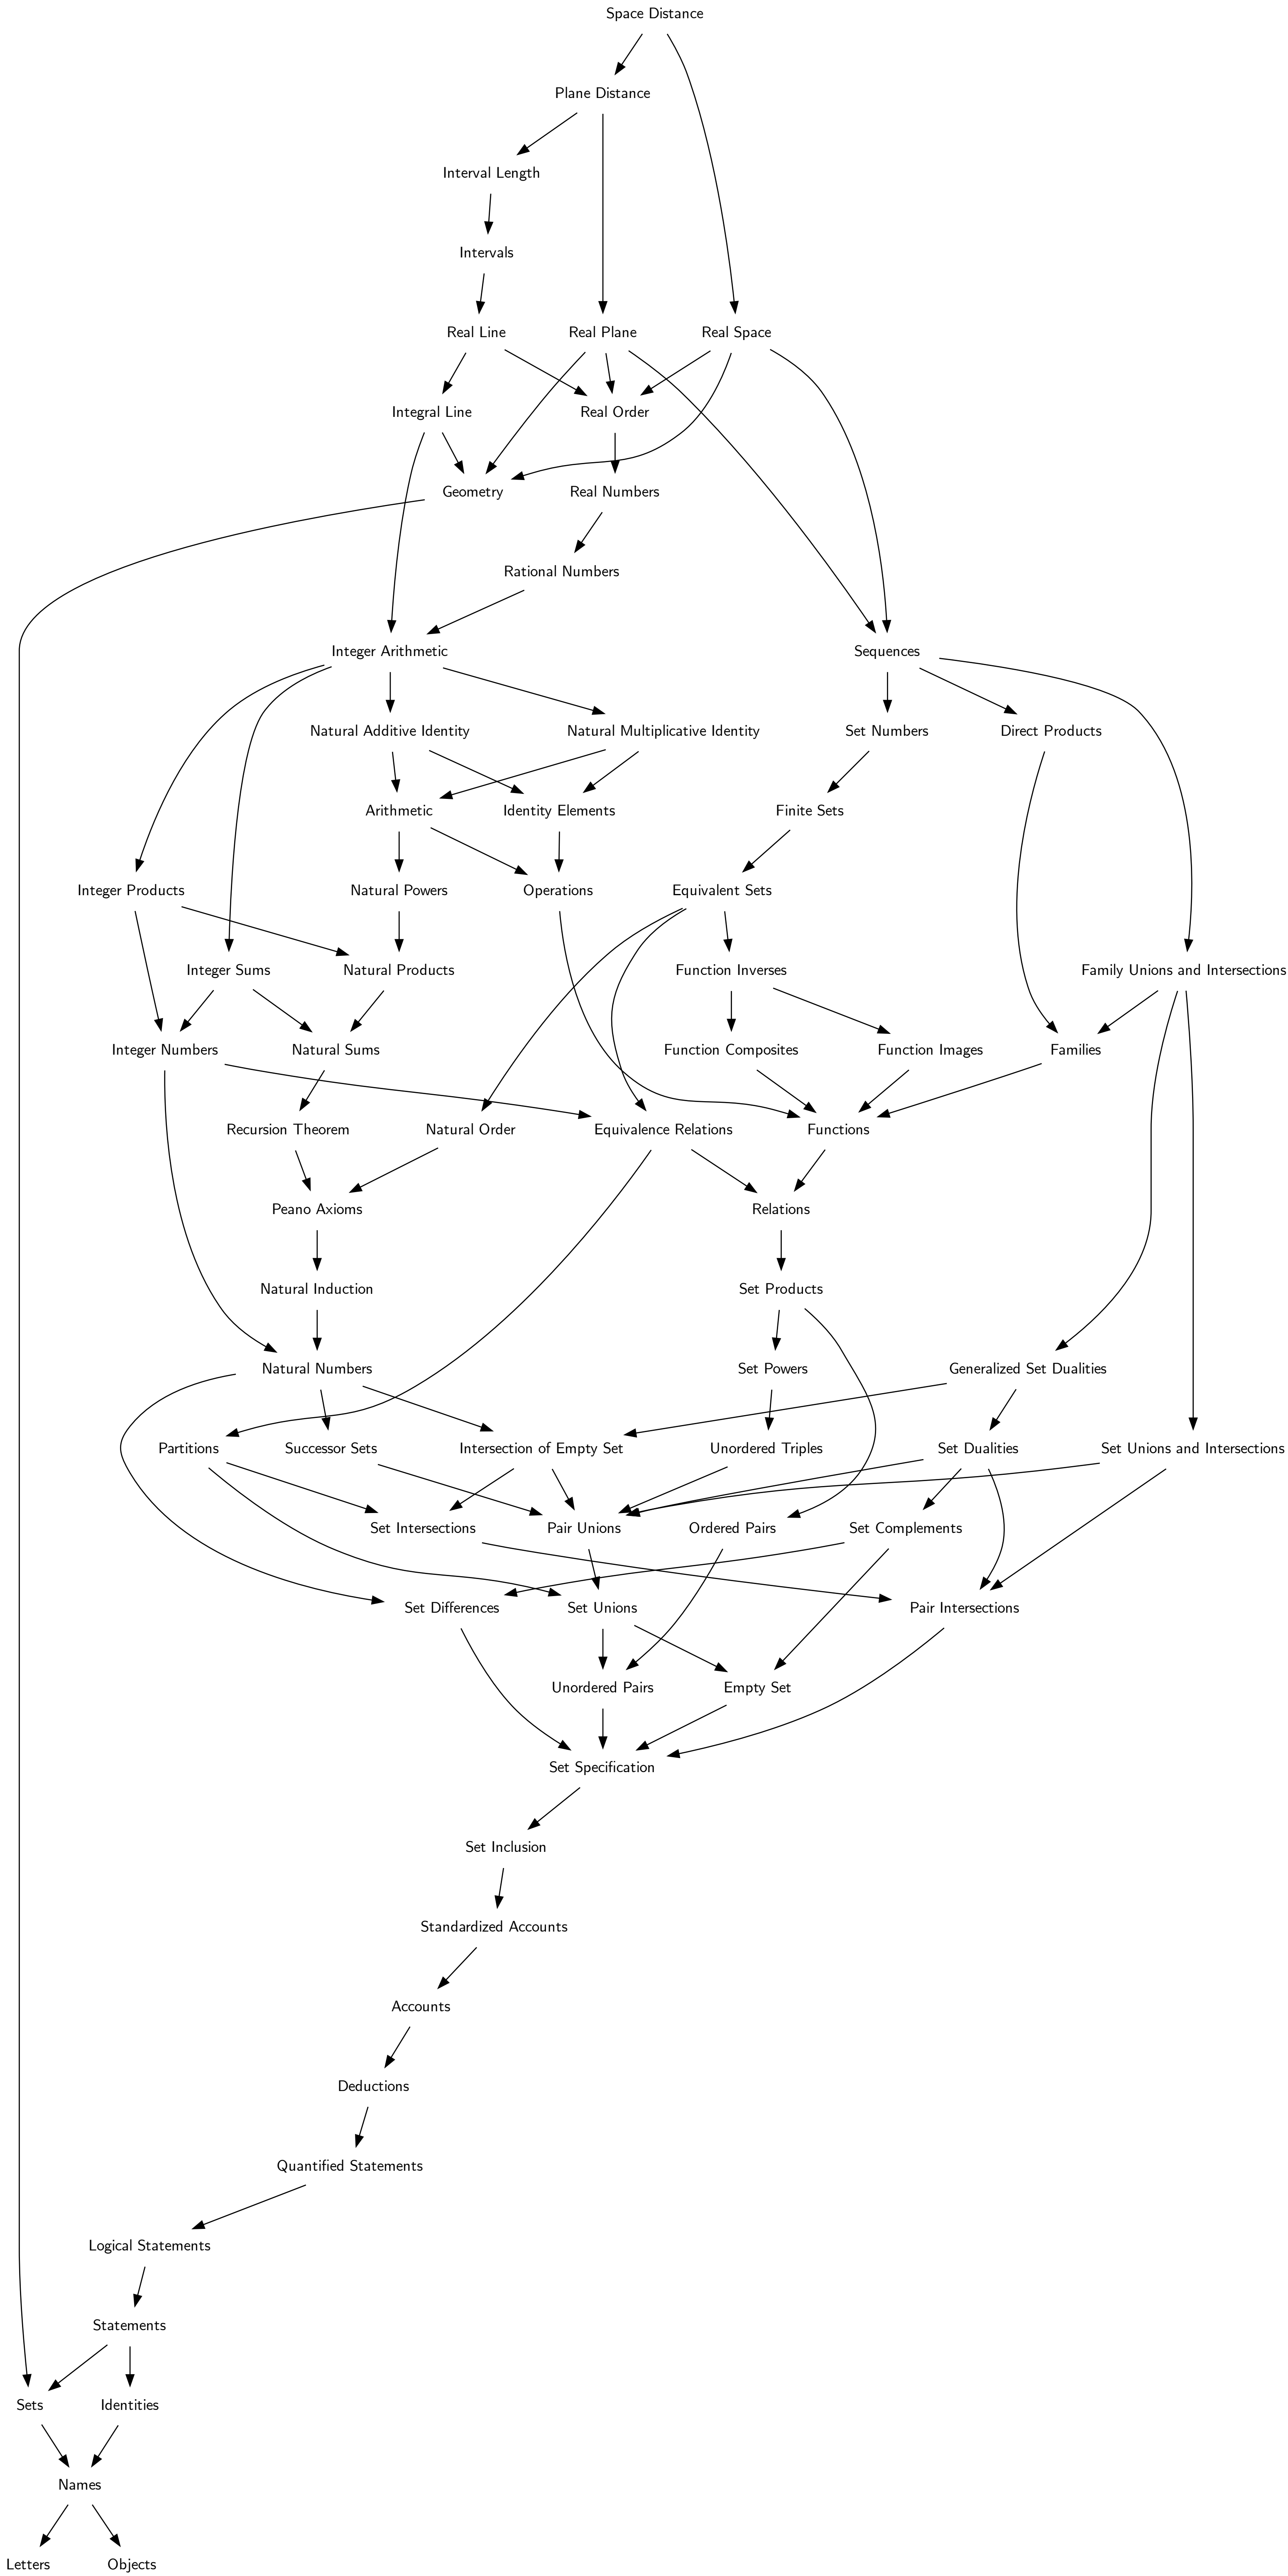 Space Distance
Plane Distance
Interval Length
Intervals
Real Line
Real Plane
Real Space
Integral Line
Real Order
Geometry
Real Numbers
Rational Numbers
Integer Arithmetic
Sequences
Natural Additive Identity
Natural Multiplicative Identity
Set Numbers
Direct Products
Arithmetic
Identity Elements
Finite Sets
Integer Products
Natural Powers
Operations
Equivalent Sets
Integer Sums
Natural Products
Function Inverses
Family Unions and Intersections
Integer Numbers
Natural Sums
Function Composites
Function Images
Families
Recursion Theorem
Natural Order
Equivalence Relations
Functions
Peano Axioms
Relations
Natural Induction
Set Products
Natural Numbers
Set Powers
Generalized Set Dualities
Partitions
Successor Sets
Intersection of Empty Set
Unordered Triples
Set Dualities
Set Unions and Intersections
Set Intersections
Pair Unions
Ordered Pairs
Set Complements
Set Differences
Set Unions
Pair Intersections
Unordered Pairs
Empty Set
Set Specification
Set Inclusion
Standardized Accounts
Accounts
Deductions
Quantified Statements
Logical Statements
Statements
Sets
Identities
Names
Letters
Objects